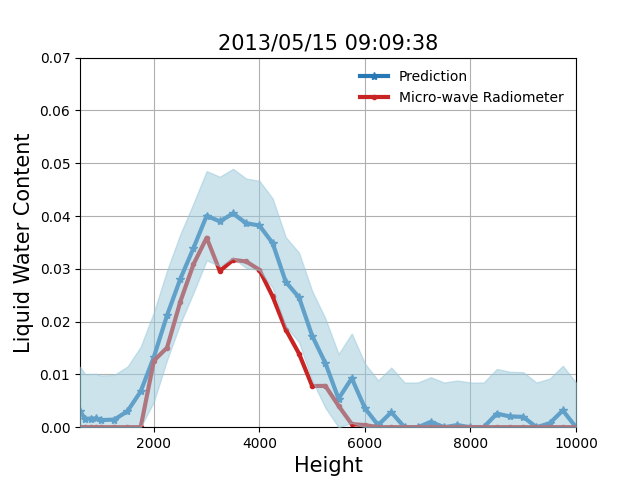 2013/05/15 09:09:38
Prediction
Micro-wave Radiometer
Liquid Water Content
0.07
0.06
0.05
0.04
0.03
0.02
0.01
0.00
2000 4000 6000 8000 10000
Height